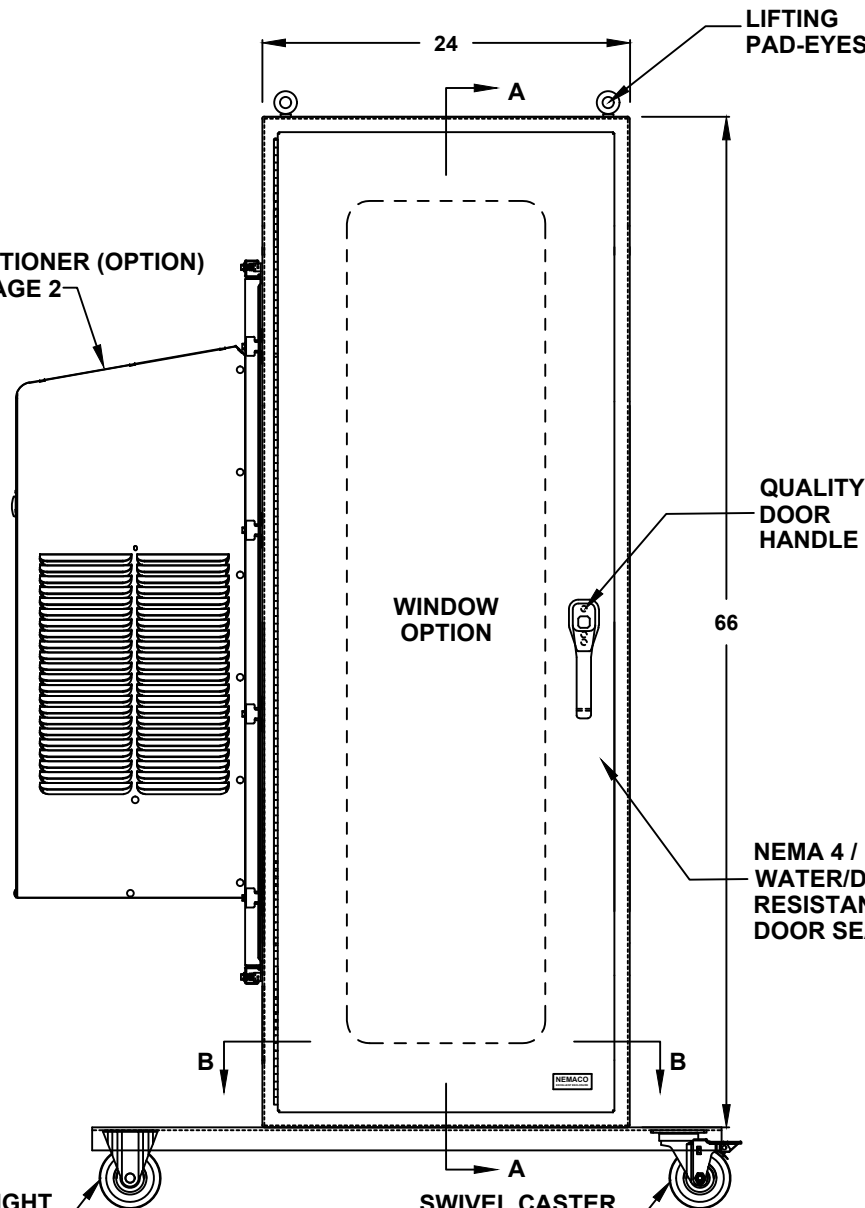 LIFTING
PAD-EYES
24
A
TIONER (OPTION)
AGE 2
QUALITY
DOOR
HANDLE
WINDOW
OPTION
66
NEMA 4 /
WATER/D
RESISTAN
DOOR SE
B
B
NEMACO
A
IGHT
SWIVEL CASTER